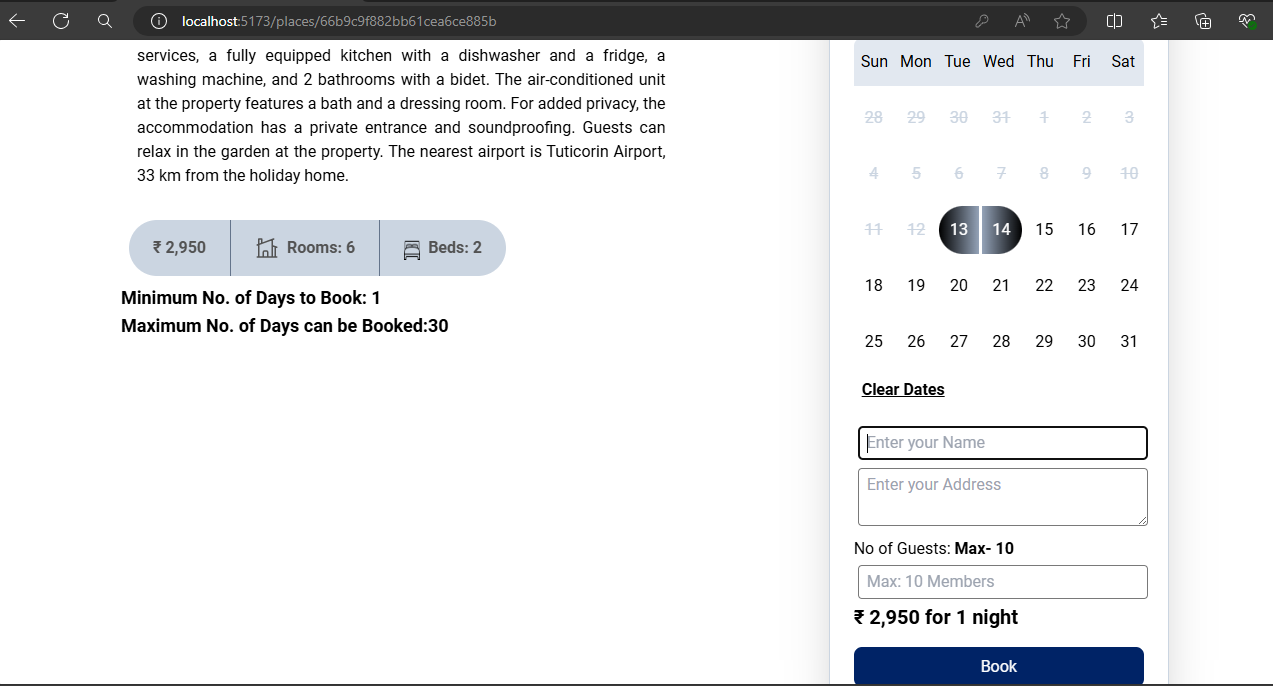 localhost:5173/places/66b9c9f882bb61cea6ce885b
services, a fully equipped kitchen with a dishwasher and a fridge, a
washing machine, and 2 bathrooms with a bidet. The air-conditioned unit
at the property features a bath and a dressing room. For added privacy, the
accommodation has a private entrance and soundproofing. Guests can
relax in the garden at the property. The nearest airport is Tuticorin Airport,
33 km from the holiday home.
₹ 2,950 Rooms: 6 Beds: 2
Minimum No. of Days to Book: 1
Maximum No. of Days can be Booked:30
Sun Mon Tue Wed Thu Fri Sat
28 29 30 31 1 2 3
4 5 6 7 8 9 10
11 12 13 14 15 16 17
18 19 20 21 22 23 24
25 26 27 28 29 30 31
Clear Dates
Enter your Name
Enter your Address
No of Guests: Max- 10
Max: 10 Members
₹ 2,950 for 1 night
Book